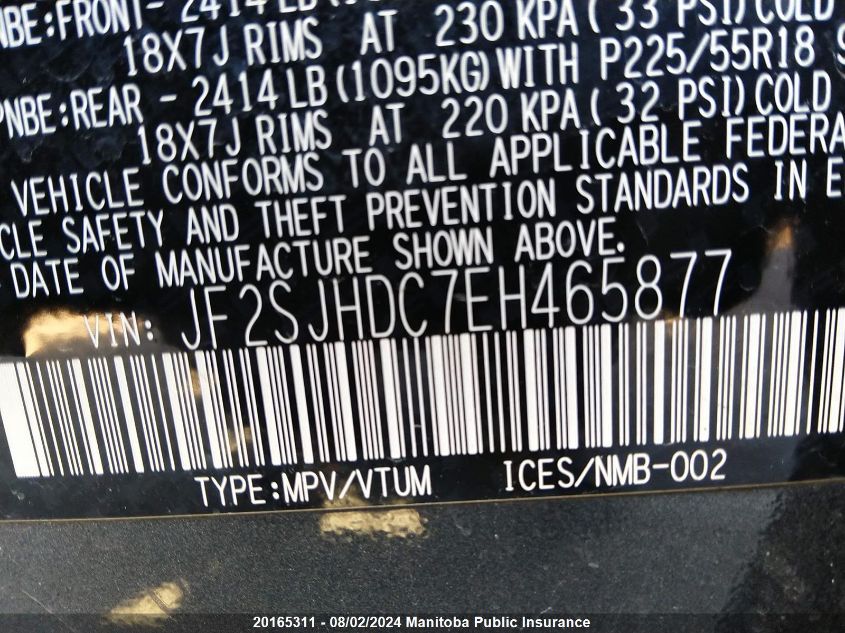 PNBE:FRONT- 2414 LB
18X7J RIMS AT 230 KPA ( 33 PSI)COLD
PNBE:REAR - 2414 LB (1095KG)WITH P225/55R18
18X7J RIMS AT 220 KPA ( 32 PSI)COLD
VEHICLE CONFORMS TO ALL APPLICABLE FEDERA
CLE SAFETY AND THEFT PREVENTION STANDARDS IN E
DATE OF MANUFACTURE SHOWN ABOVE.
VIN: JF2SJHDC7EH465877
TYPE:MPV/VTUM ICES/NMB-002
20165311 - 08/02/2024 Manitoba Public Insurance